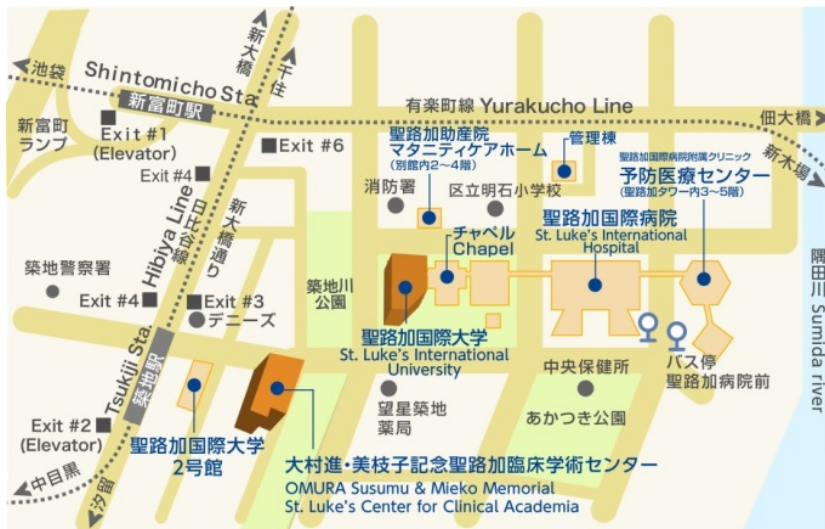 池袋
Shintomicho Sta.
新富町駅
新大橋
千住
有楽町線 Yurakucho Line
佃大橋
新木場
新富町
ランプ
Exit #1
(Elevator)
Exit #6
Exit #4
聖路加助産院
マタニティケアホーム
(別館内2~4階)
管理棟
聖路加国際病院附属クリニック
予防医療センター
(聖路加タワー内3~5階)
消防署
区立明石小学校
チャペル
Chapel
聖路加国際病院
St. Luke's International
Hospital
Hibiya Line
日比谷線
新大橋通り
築地警察署
Exit #4
Exit #3
デニーズ
築地川
公園
聖路加国際大学
St. Luke's International
University
隅田川 Sumida river
Tsukiji Sta.
築地駅
バス停
聖路加病院前
中央保健所
あかつき公園
望星築地
薬局
Exit #2
(Elevator)
聖路加国際大学
2号館
大村進・美枝子記念聖路加臨床学術センター
OMURA Susumu & Mieko Memorial
St. Luke's Center for Clinical Academia
中目黒
汐留